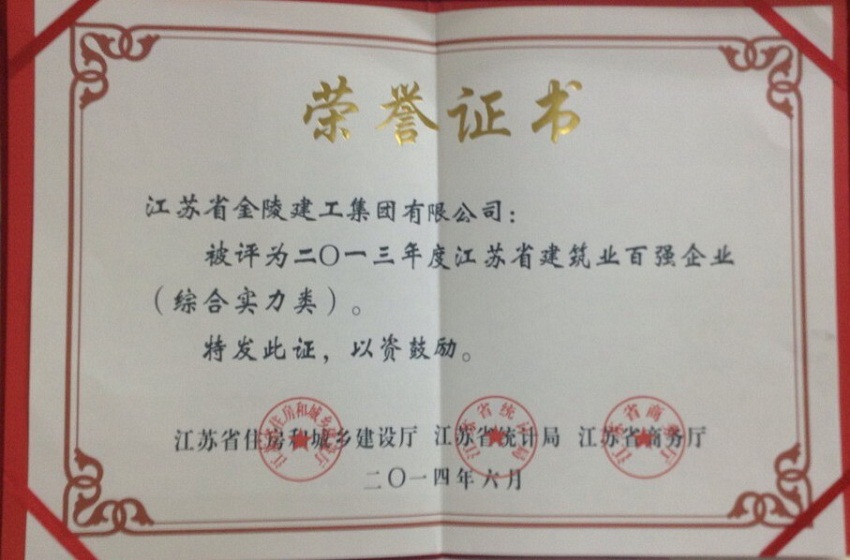 荣誉证书
江苏省金陵建工集团有限公司：
被评为二〇一三年度江苏省建筑业百强企业
（综合实力类）。
特发此证，以资鼓励。
江苏省住房和城乡建设厅 江苏省统计局 江苏省商务厅
二〇一四年六月